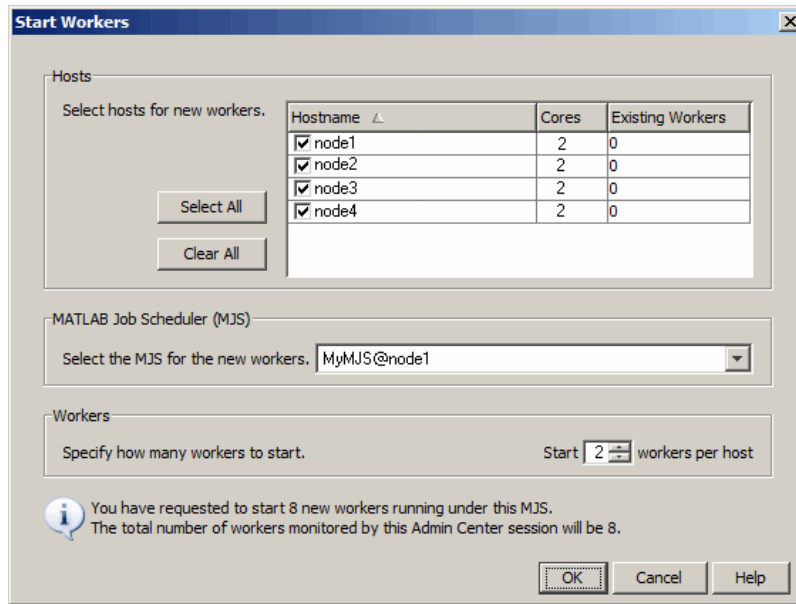 Start Workers
Hosts
Select hosts for new workers.
Hostname Cores Existing Workers
node1 2 0
node2 2 0
node3 2 0
node4 2 0
Select All
Clear All
MATLAB Job Scheduler (MJS)
Select the MJS for the new workers. MyMJS@node1
Workers
Specify how many workers to start. Start 2 workers per host
You have requested to start 8 new workers running under this MJS.
The total number of workers monitored by this Admin Center session will be 8.
OK Cancel Help